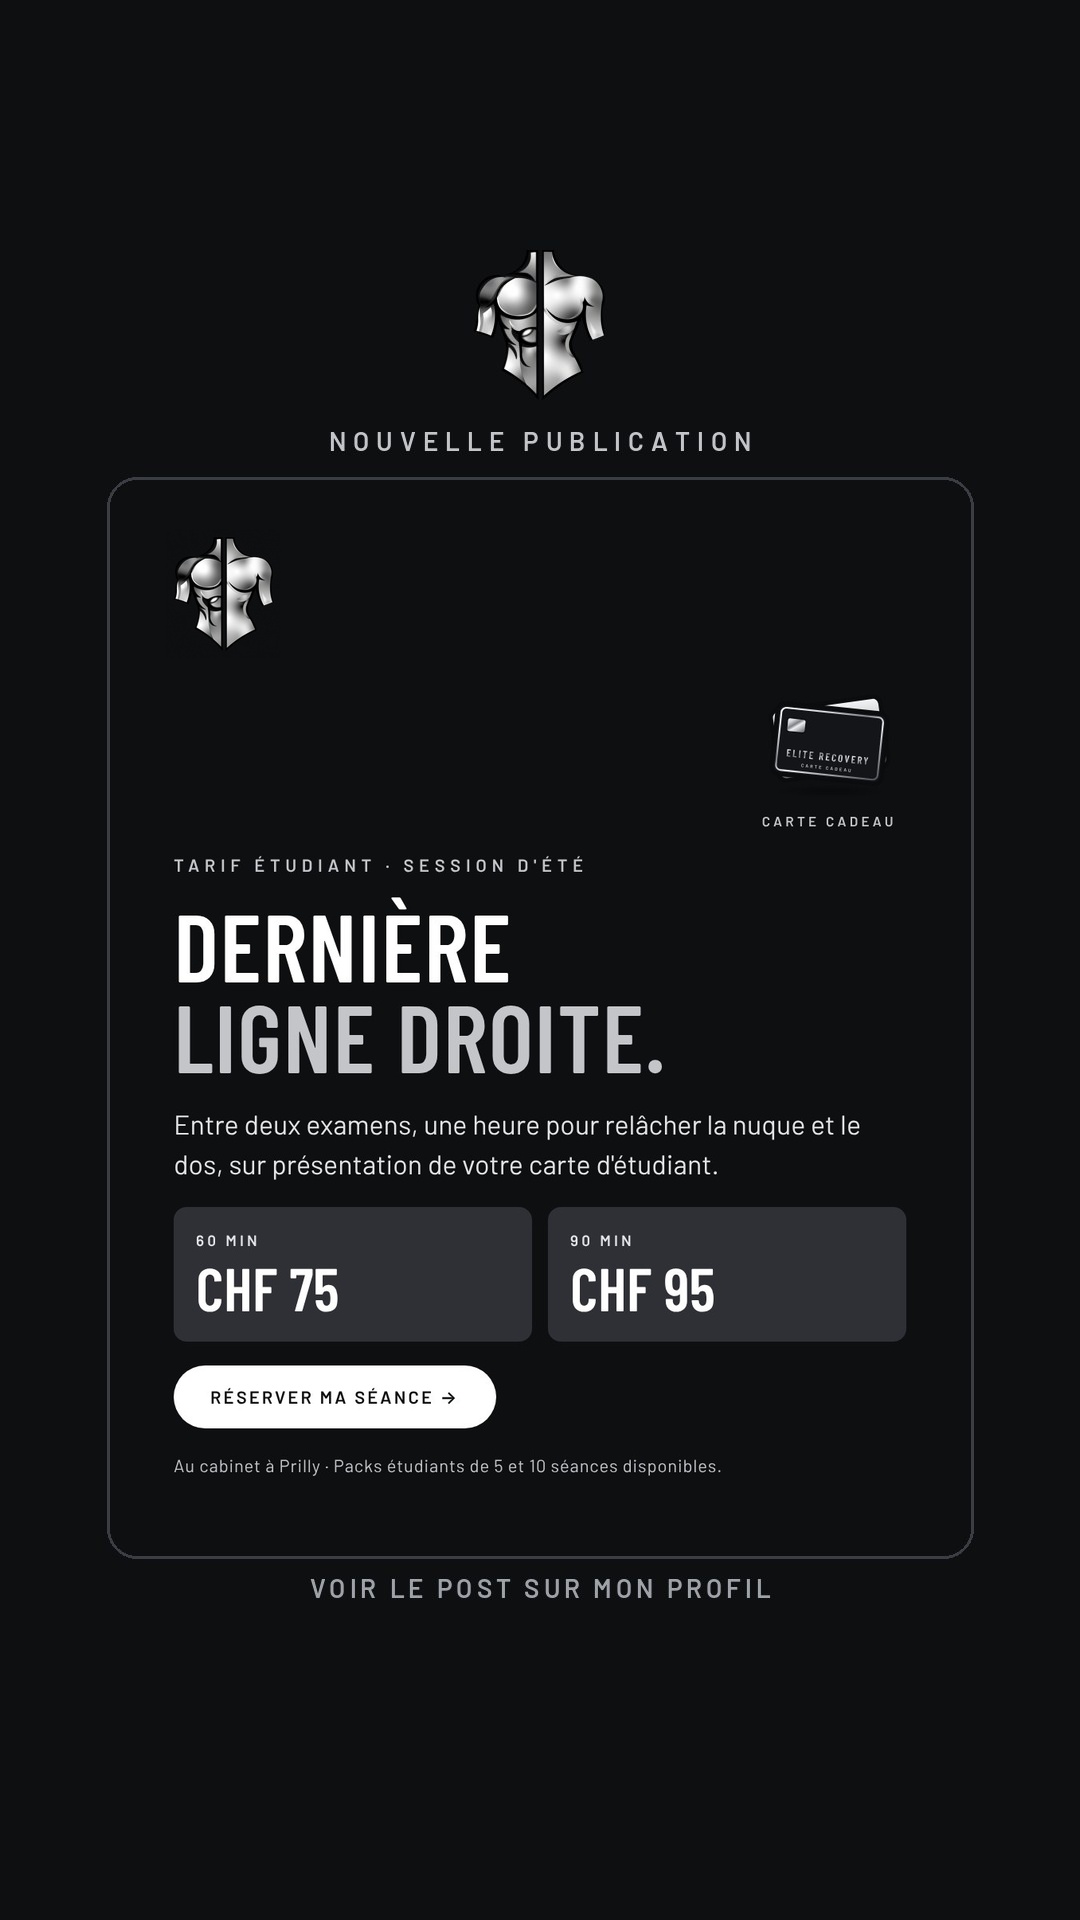 NOUVELLE PUBLICATION
ELITE RECOVERY
CARTE CADEAU
CARTE CADEAU
TARIF ÉTUDIANT · SESSION D'ÉTÉ
DERNIÈRE
LIGNE DROITE.
Entre deux examens, une heure pour relâcher la nuque et le
dos, sur présentation de votre carte d'étudiant.
60 MIN
CHF 75
90 MIN
CHF 95
RÉSERVER MA SÉANCE →
Au cabinet à Prilly · Packs étudiants de 5 et 10 séances disponibles.
VOIR LE POST SUR MON PROFIL